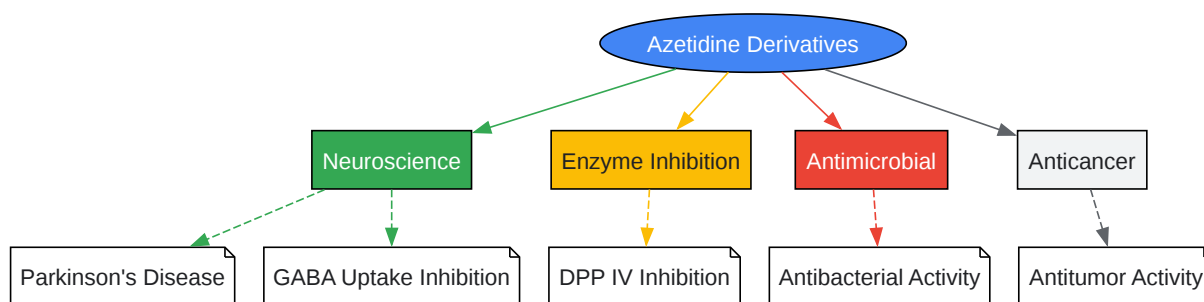 Azetidine Derivatives
Neuroscience
Enzyme Inhibition
Antimicrobial
Anticancer
Parkinson's Disease
GABA Uptake Inhibition
DPP IV Inhibition
Antibacterial Activity
Antitumor Activity